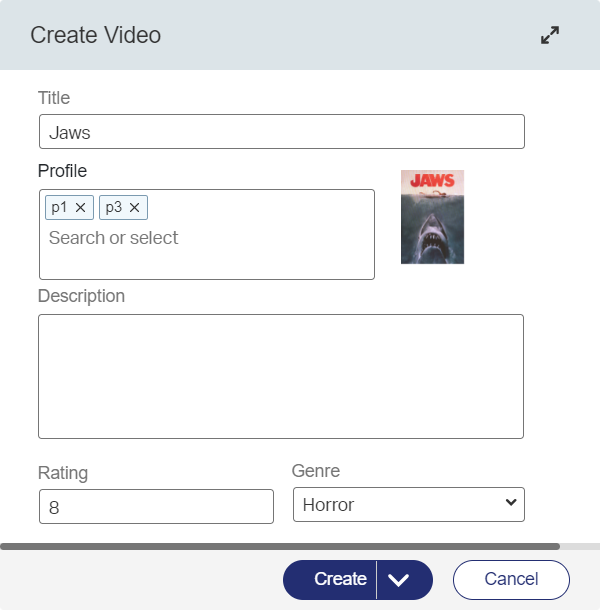 Create Video
Title
Jaws
Profile
p1
p3
Search or select
JAWS
Description
Rating
Genre
8
Horror
Create
Cancel